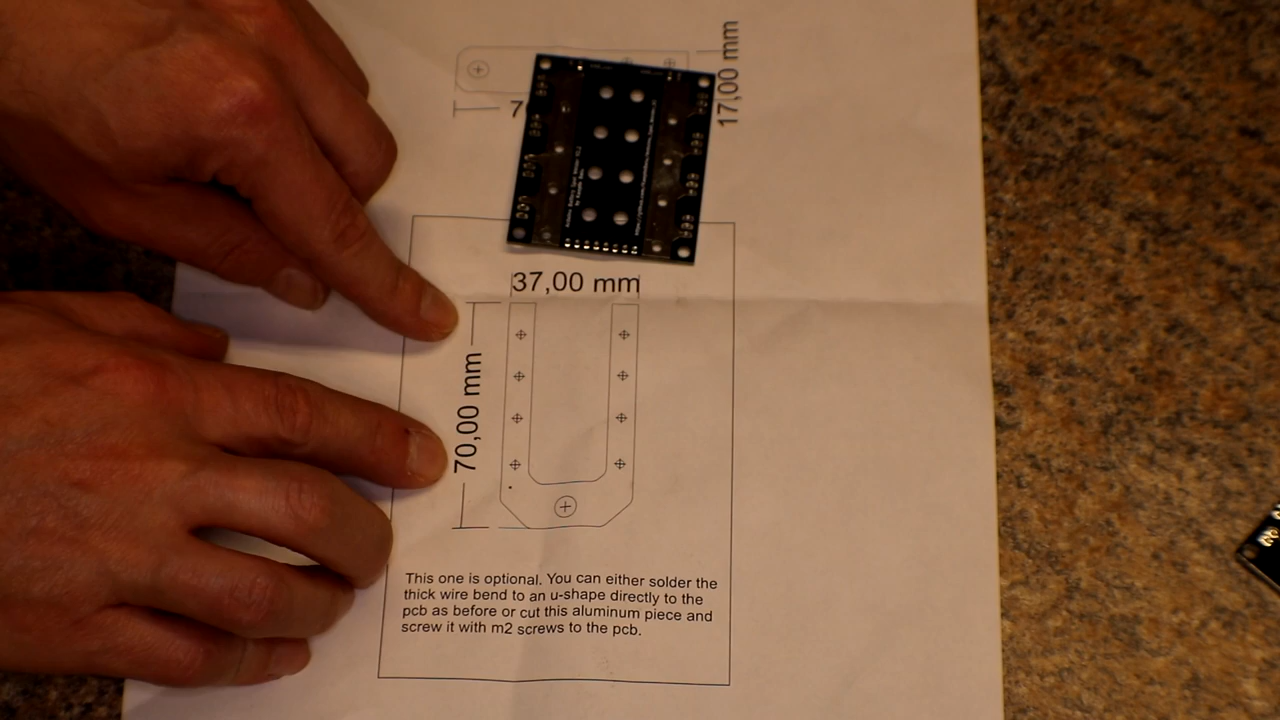 17,00 mm
7
37,00 mm
70,00 mm
This one is optional. You can either solder the
thick wire bend to an u-shape directly to the
pcb as before or cut this aluminum piece and
screw it with m2 screws to the pcb.